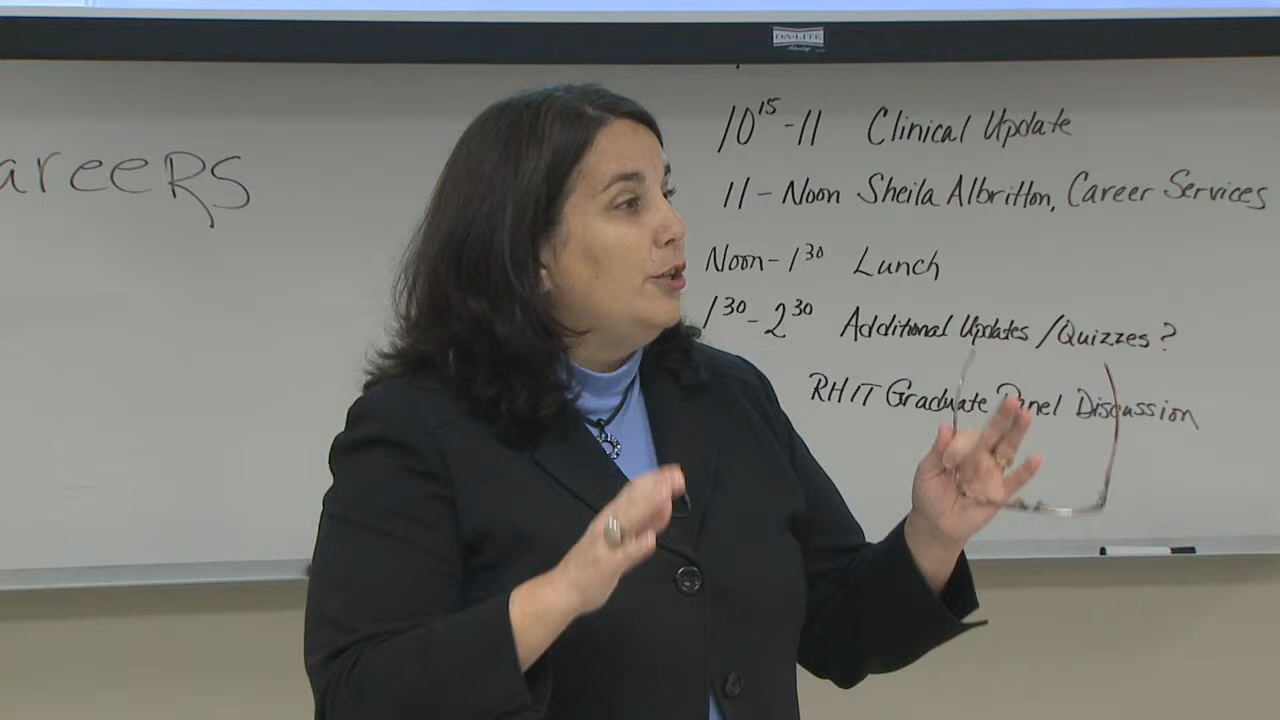 DA-LITE
areeRS
10¹⁵-11 Clinical Update
11-Noon Sheila Albritton, Career Services
Noon-1³⁰ Lunch
1³⁰-2³⁰ Additional Updates/Quizzes?
RHIT Graduate Panel Discussion